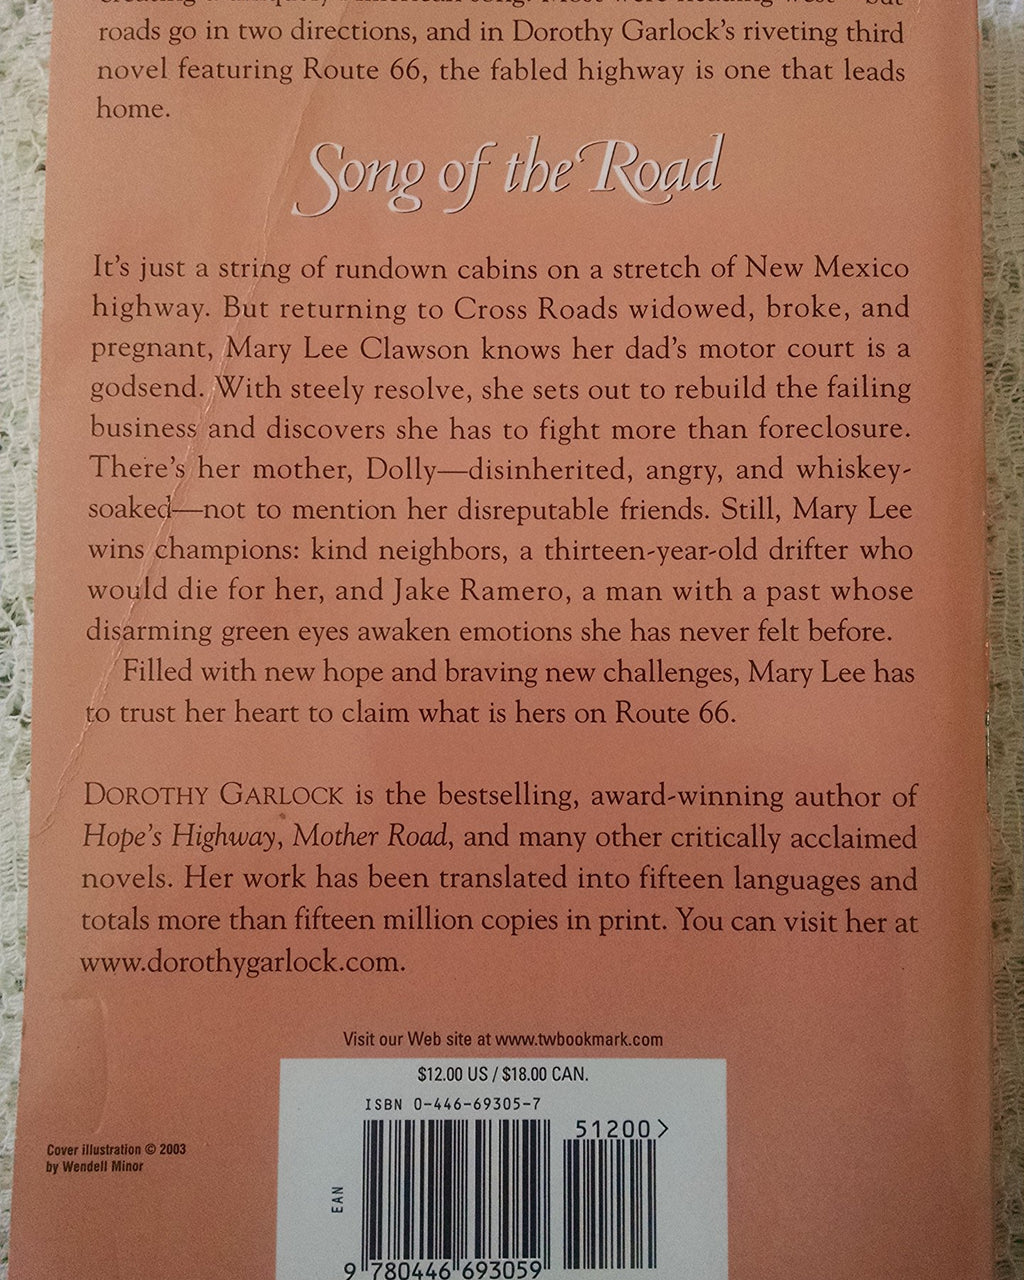 creating a uniquely American song. Most were heading west—but
roads go in two directions, and in Dorothy Garlock's riveting third
novel featuring Route 66, the fabled highway is one that leads
home.
Song of the Road
It's just a string of rundown cabins on a stretch of New Mexico
highway. But returning to Cross Roads widowed, broke, and
pregnant, Mary Lee Clawson knows her dad's motor court is a
godsend. With steely resolve, she sets out to rebuild the failing
business and discovers she has to fight more than foreclosure.
There's her mother, Dolly—disinherited, angry, and whiskey-
soaked—not to mention her disreputable friends. Still, Mary Lee
wins champions: kind neighbors, a thirteen-year-old drifter who
would die for her, and Jake Ramero, a man with a past whose
disarming green eyes awaken emotions she has never felt before.
Filled with new hope and braving new challenges, Mary Lee has
to trust her heart to claim what is hers on Route 66.
DOROTHY GARLOCK is the bestselling, award-winning author of
Hope's Highway, Mother Road, and many other critically acclaimed
novels. Her work has been translated into fifteen languages and
totals more than fifteen million copies in print. You can visit her at
www.dorothygarlock.com.
Visit our Web site at www.twbookmark.com
$12.00 US / $18.00 CAN.
ISBN 0-446-69305-7
51200>
Cover illustration © 2003
by Wendell Minor
EAN
9 780446 693059